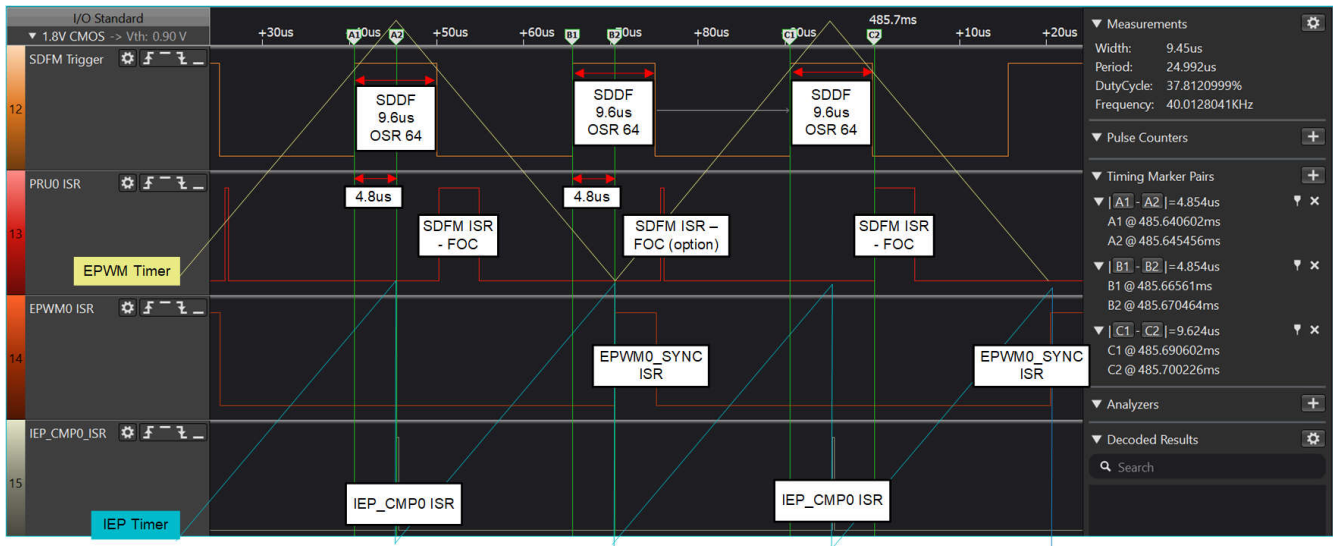 I/O Standard
▼ 1.8V CMOS -> Vth: 0.90 V
485.7ms
+30us
A1
0us
A2
+50us
+60us
B1
B2
0us
+80us
C1
0us
C2
+10us
+20us
SDFM Trigger
12
SDDF
9.6us
OSR 64
SDDF
9.6us
OSR 64
SDDF
9.6us
OSR 64
PRU0 ISR
13
4.8us
4.8us
SDFM ISR
- FOC
SDFM ISR –
FOC (option)
SDFM ISR
- FOC
EPWM Timer
EPWM0 ISR
14
EPWM0_SYNC
ISR
EPWM0_SYNC
ISR
IEP_CMP0_ISR
15
IEP_CMP0 ISR
IEP_CMP0 ISR
IEP Timer
▼ Measurements
Width: 9.45us
Period: 24.992us
DutyCycle: 37.8120999%
Frequency: 40.0128041KHz
▼ Pulse Counters
▼ Timing Marker Pairs
▼ | A1 - A2 |=4.854us
A1 @ 485.640602ms
A2 @ 485.645456ms
▼ | B1 - B2 |=4.854us
B1 @ 485.66561ms
B2 @ 485.670464ms
▼ | C1 - C2 |=9.624us
C1 @ 485.690602ms
C2 @ 485.700226ms
▼ Analyzers
▼ Decoded Results
Search